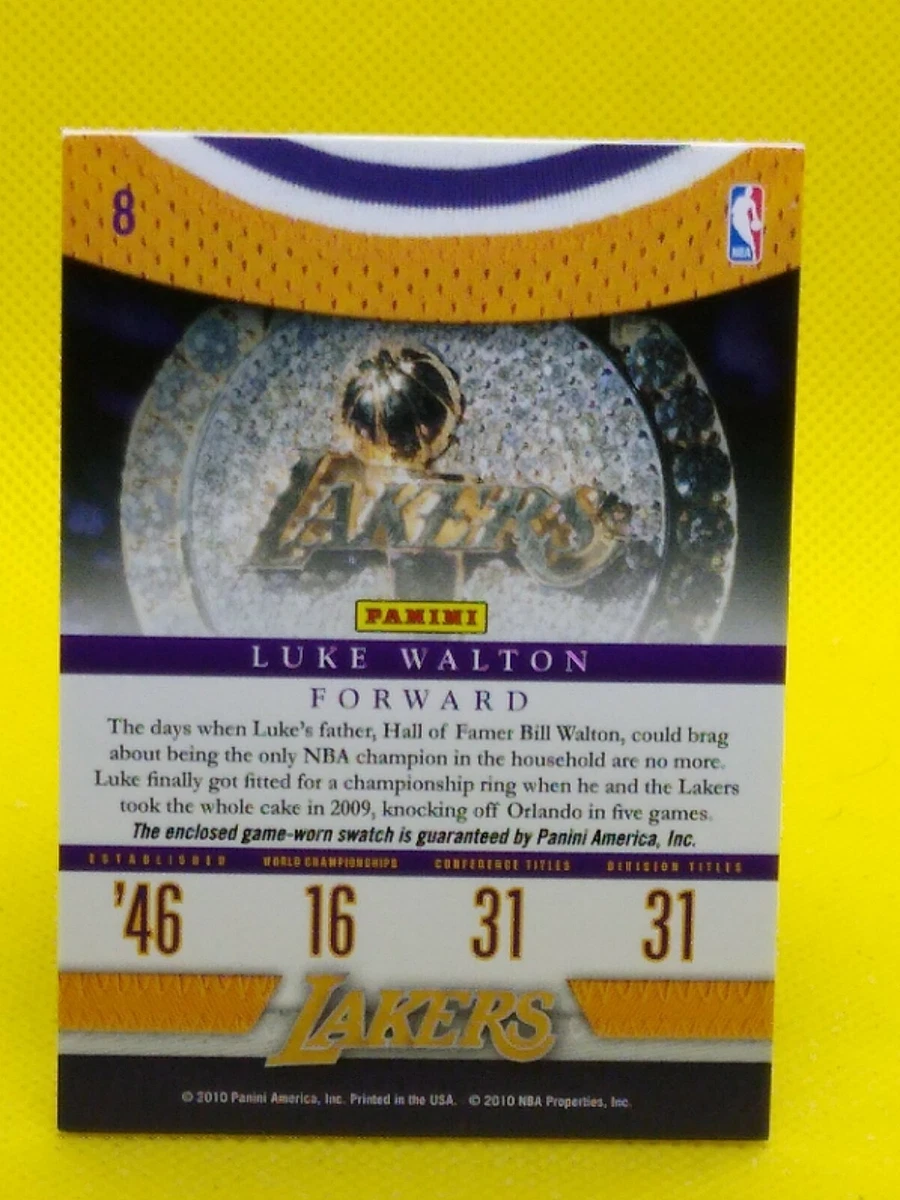 8
NBA
LAKERS
PANINI
LUKE WALTON
FORWARD
The days when Luke's father, Hall of Famer Bill Walton, could brag
about being the only NBA champion in the household are no more.
Luke finally got fitted for a championship ring when he and the Lakers
took the whole cake in 2009, knocking off Orlando in five games.
The enclosed game-worn swatch is guaranteed by Panini America, Inc.
ESTABLISHED WORLD CHAMPIONSHIPS CONFERENCE TITLES DIVISION TITLES
'46 16 31 31
LAKERS
© 2010 Panini America, Inc. Printed in the USA. © 2010 NBA Properties, Inc.